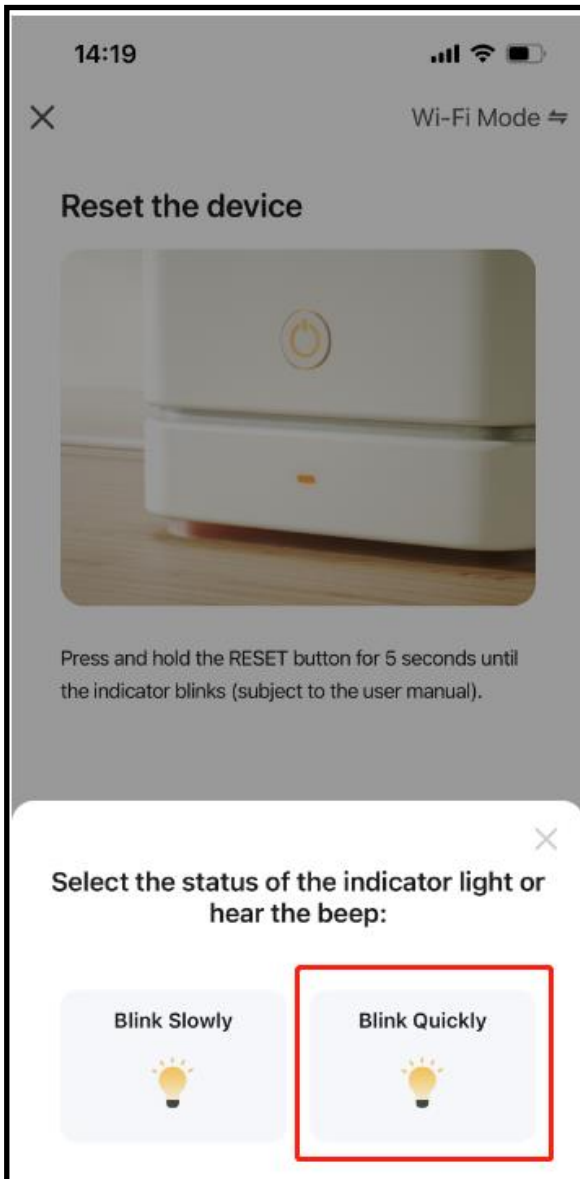 14:19
Wi-Fi Mode ⇋
Reset the device
Press and hold the RESET button for 5 seconds until
the indicator blinks (subject to the user manual).
Select the status of the indicator light or
hear the beep:
Blink Slowly
Blink Quickly